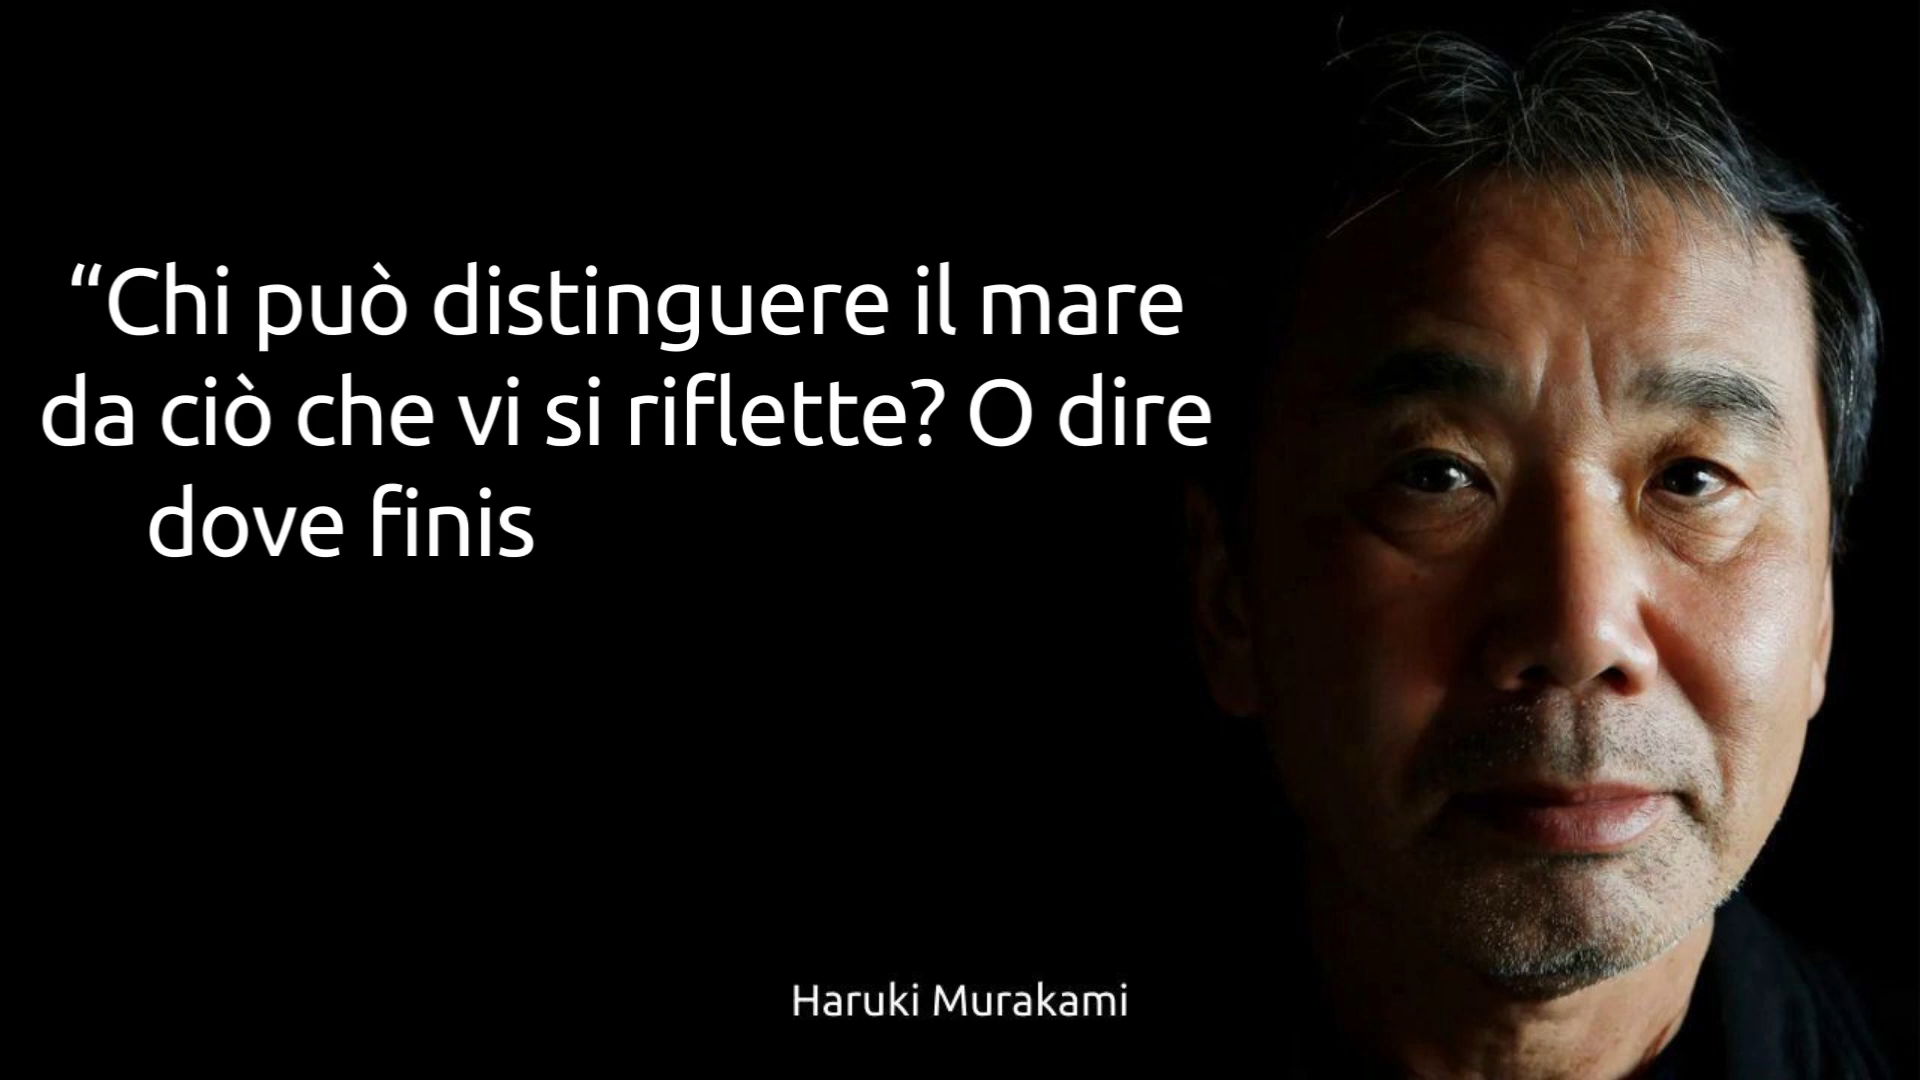 “Chi può distinguere il mare
da ciò che vi si riflette? O dire
dove finis
Haruki Murakami